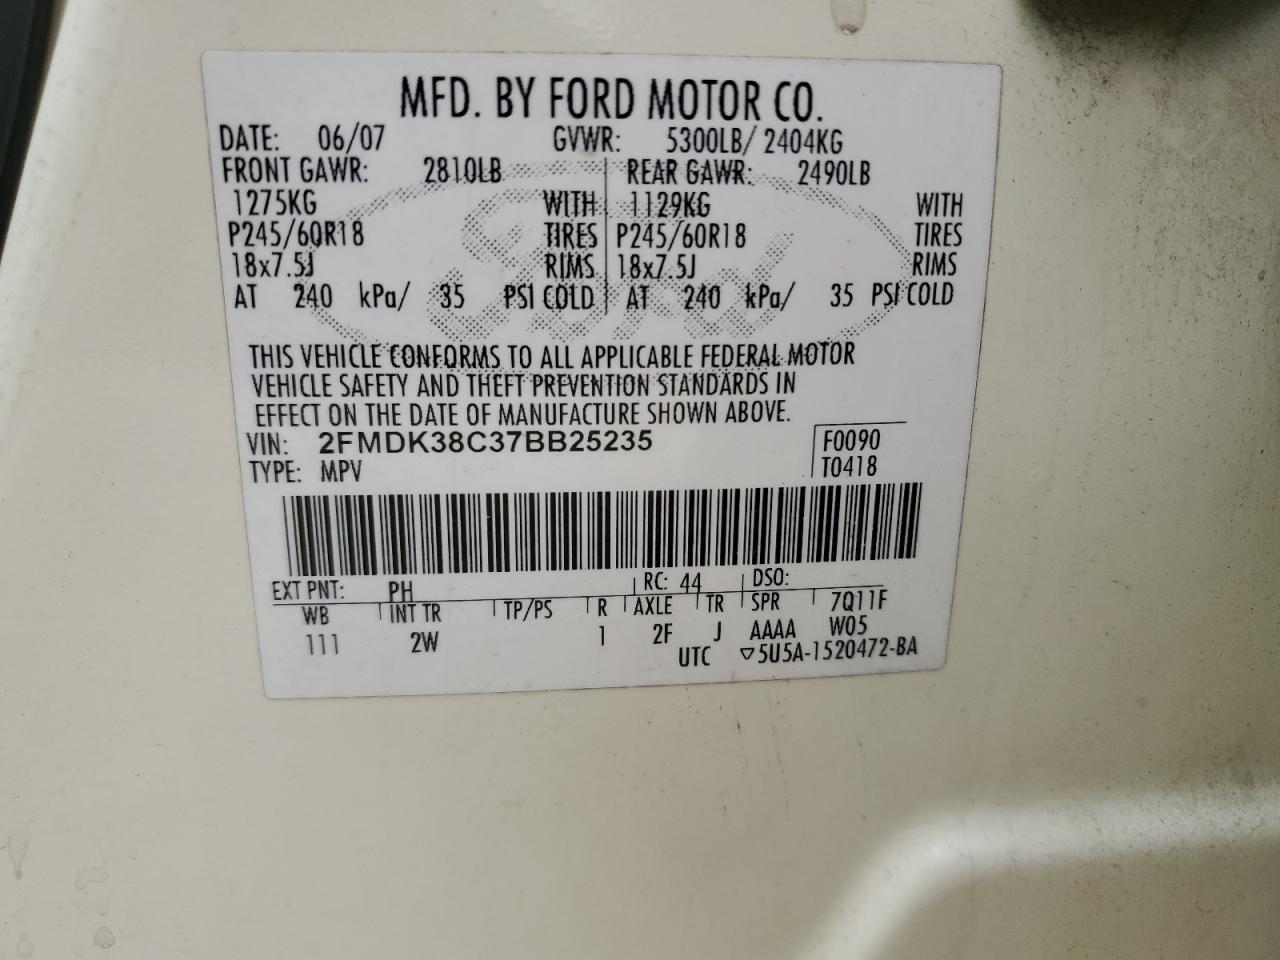 MFD. BY FORD MOTOR CO.
DATE: 06/07 GVWR: 5300LB/ 2404KG
FRONT GAWR: 2810LB REAR GAWR: 2490LB
1275KG WITH 1129KG WITH
P245/60R18 TIRES P245/60R18 TIRES
18x7.5J RIMS 18x7.5J RIMS
AT 240 kPa/ 35 PSI COLD AT 240 kPa/ 35 PSI COLD
Ford
THIS VEHICLE CONFORMS TO ALL APPLICABLE FEDERAL MOTOR
VEHICLE SAFETY AND THEFT PREVENTION STANDARDS IN
EFFECT ON THE DATE OF MANUFACTURE SHOWN ABOVE.
VIN: 2FMDK38C37BB25235 F0090
TYPE: MPV T0418
EXT PNT: PH RC: 44 DSO:
WB INT TR TP/PS R AXLE TR SPR 7Q11F
111 2W 1 2F J AAAA W05
UTC ▽5U5A-1520472-BA